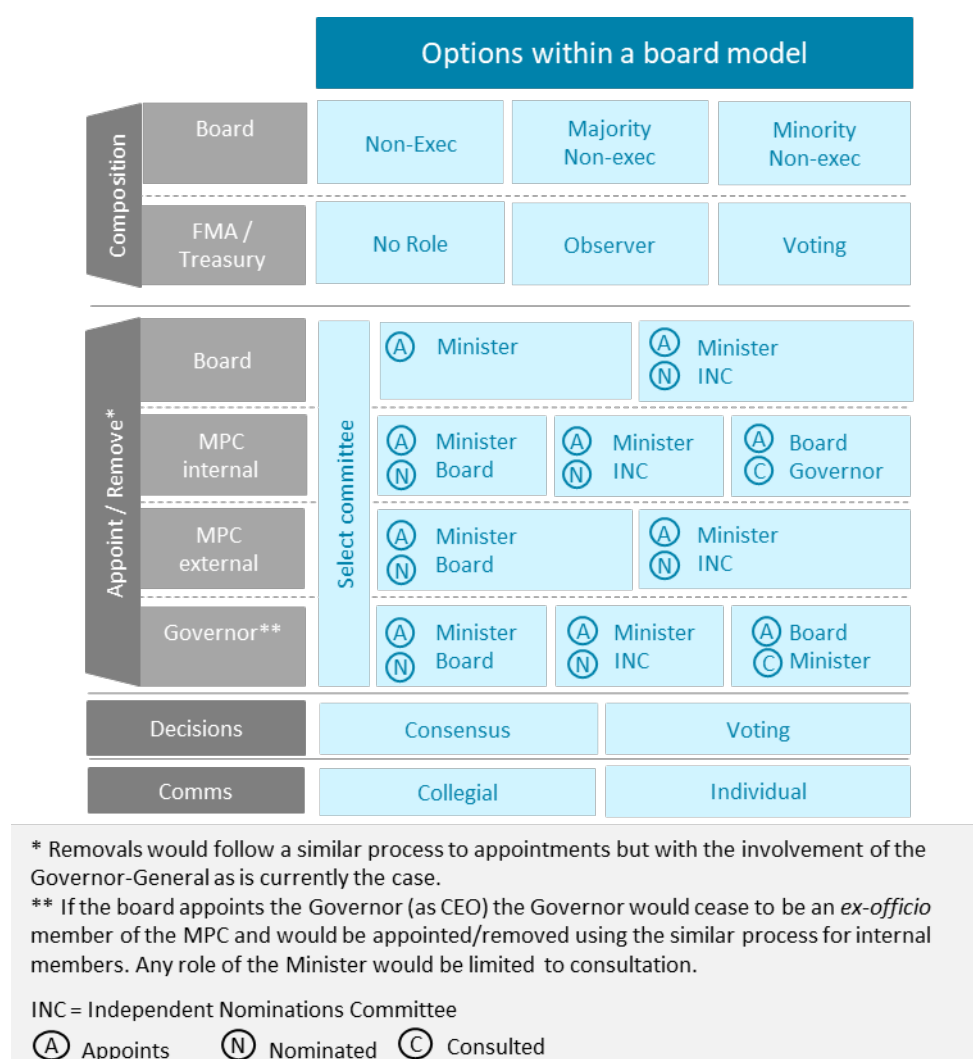 Options within a board model
Composition
Board
Non-Exec
Majority
Non-exec
Minority
Non-exec
FMA /
Treasury
No Role
Observer
Voting
Appoint / Remove*
Select committee
Board
A Minister
A Minister
N INC
MPC
internal
A Minister
N Board
A Minister
N INC
A Board
C Governor
MPC
external
A Minister
N Board
A Minister
N INC
Governor**
A Minister
N Board
A Minister
N INC
A Board
C Minister
Decisions
Consensus
Voting
Comms
Collegial
Individual
* Removals would follow a similar process to appointments but with the involvement of the
Governor-General as is currently the case.
** If the board appoints the Governor (as CEO) the Governor would cease to be an ex-officio
member of the MPC and would be appointed/removed using the similar process for internal
members. Any role of the Minister would be limited to consultation.
INC = Independent Nominations Committee
A Appoints N Nominated C Consulted